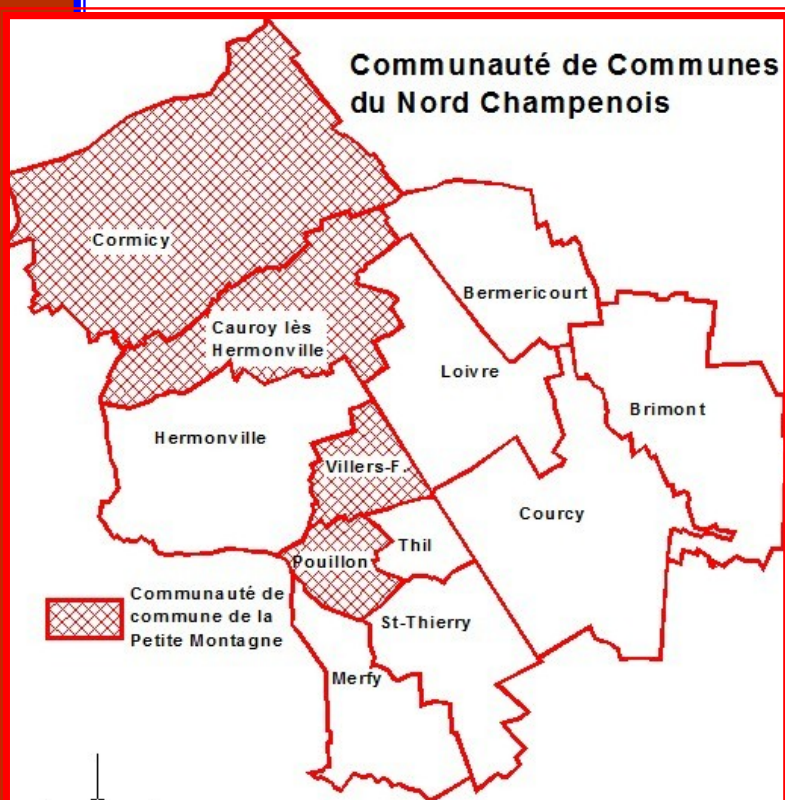 Communauté de Communes
du Nord Champenois
Cormicy
Bermericourt
Cauroy lès
Hermonville
Loivre
Brimont
Hermonville
Villers-F.
Courcy
Thil
Pouillon
Communauté de
commune de la
Petite Montagne
St-Thierry
Merfy